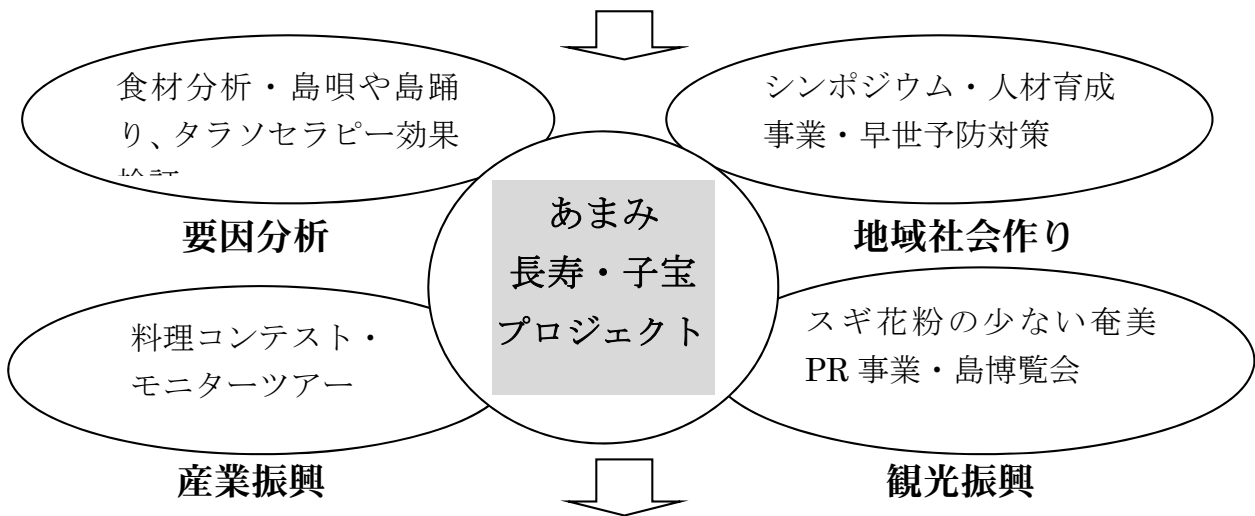 食材分析・島唄や島踊
り、タラソセラピー効果
シンポジウム・人材育成
事業・早世予防対策
要因分析
地域社会作り
あまみ
長寿・子宝
プロジェクト
料理コンテスト・
モニターツアー
スギ花粉の少ない奄美
PR 事業・島博覧会
産業振興
観光振興